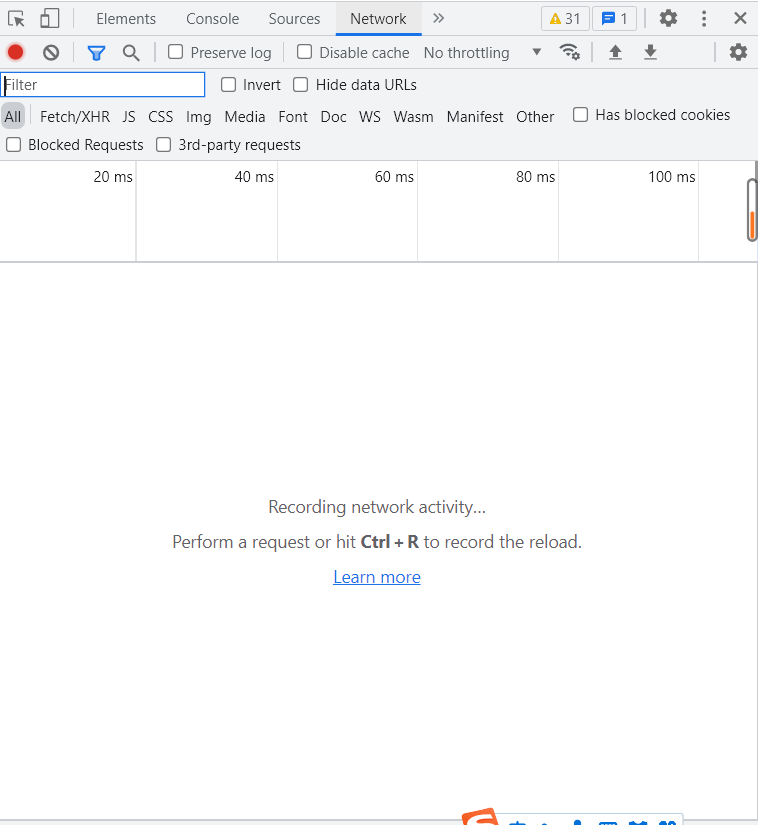 Elements Console Sources Network 31 1
Preserve log Disable cache No throttling
Filter Invert Hide data URLs
All Fetch/XHR JS CSS Img Media Font Doc WS Wasm Manifest Other Has blocked cookies
Blocked Requests 3rd-party requests
20 ms 40 ms 60 ms 80 ms 100 ms
Recording network activity…
Perform a request or hit Ctrl + R to record the reload.
Learn more